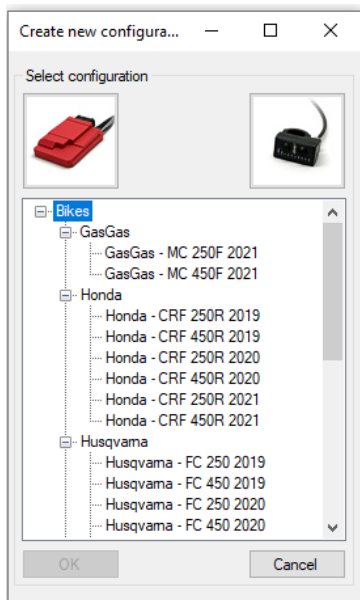 Create new configura...
Select configuration
Bikes
GasGas
GasGas - MC 250F 2021
GasGas - MC 450F 2021
Honda
Honda - CRF 250R 2019
Honda - CRF 450R 2019
Honda - CRF 250R 2020
Honda - CRF 450R 2020
Honda - CRF 250R 2021
Honda - CRF 450R 2021
Husqvarna
Husqvarna - FC 250 2019
Husqvarna - FC 450 2019
Husqvarna - FC 250 2020
Husqvarna - FC 450 2020
OK
Cancel